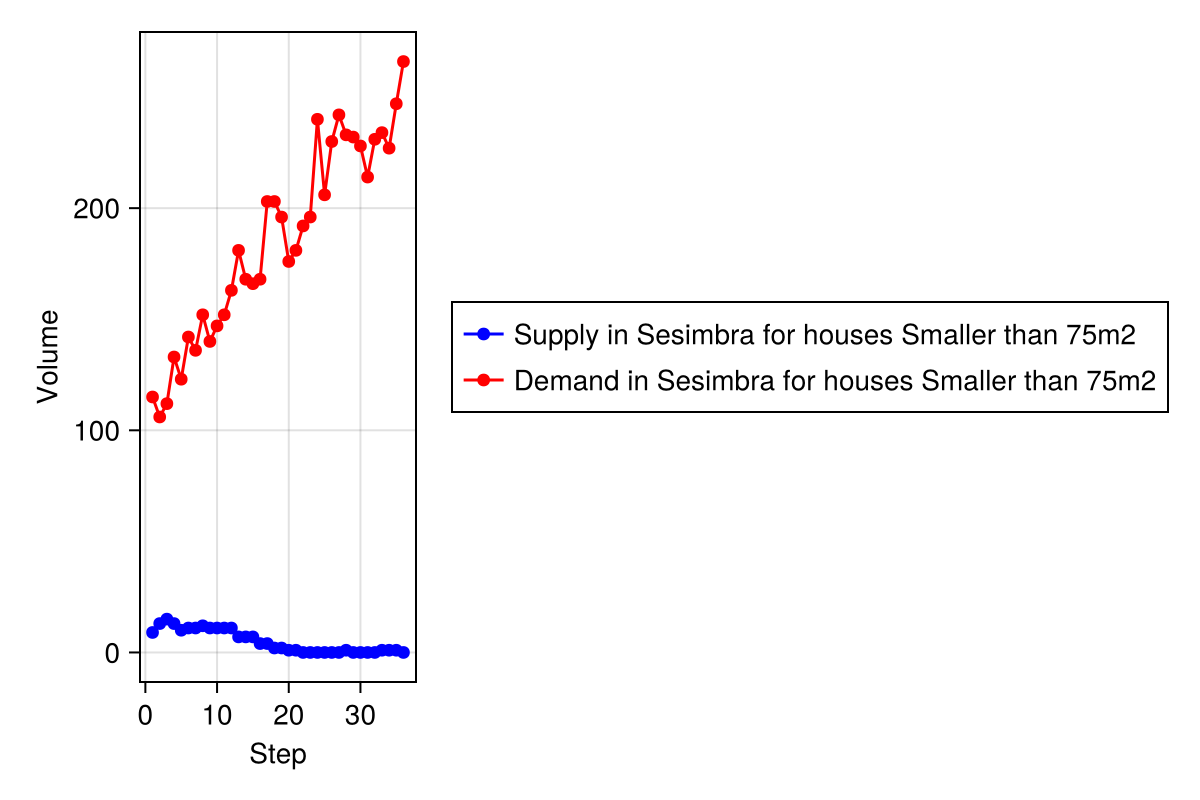 200
100
0
0 10 20 30
Volume
Step
Supply in Sesimbra for houses Smaller than 75m2
Demand in Sesimbra for houses Smaller than 75m2